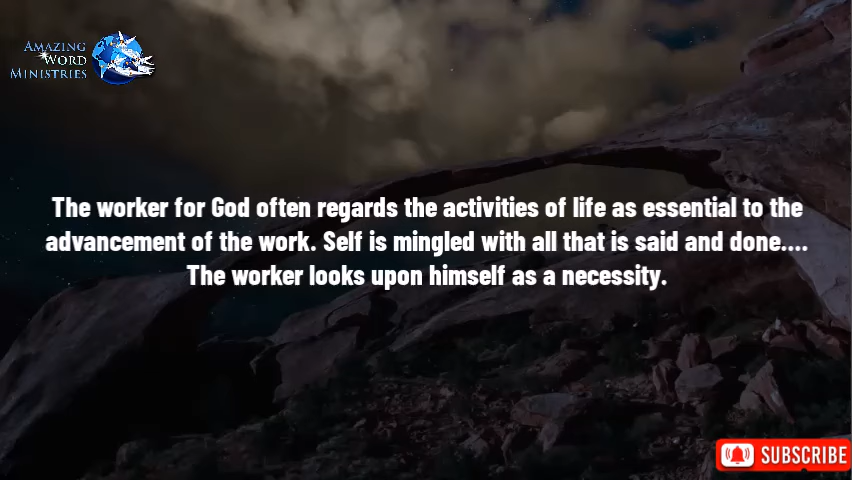 AMAZING
WORD
MINISTRIES
The worker for God often regards the activities of life as essential to the
advancement of the work. Self is mingled with all that is said and done....
The worker looks upon himself as a necessity.
SUBSCRIBE